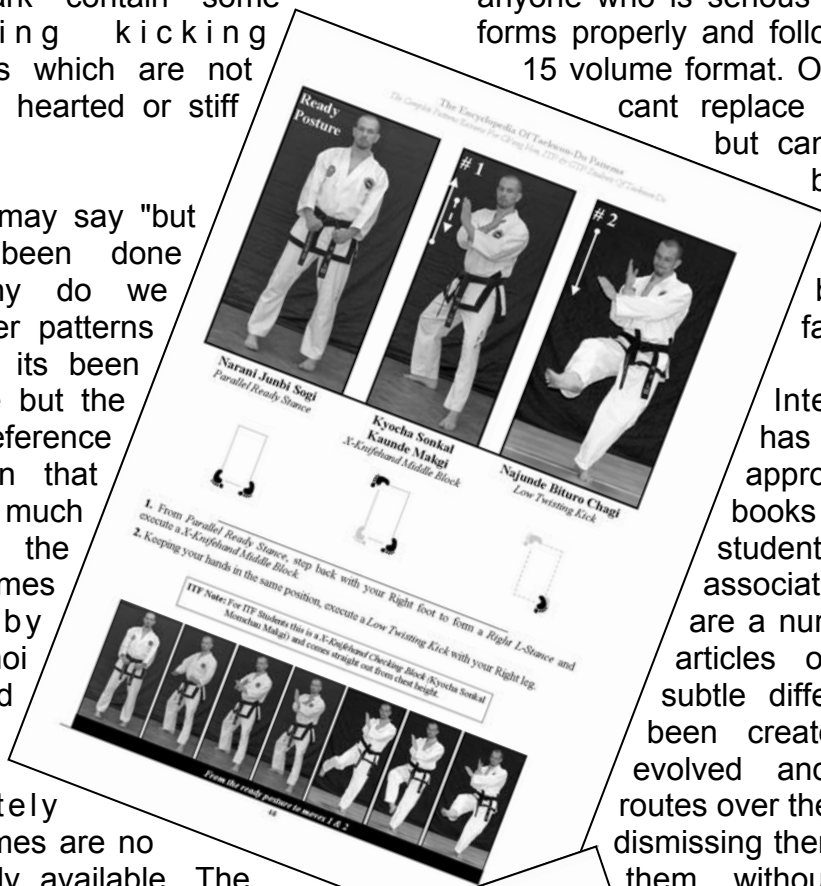 contain some
kicking
s which are not
hearted or stiff
may say "but
been done
do we
er patterns
its been
but the
eference
n that
much
the
mes
by
oi
d
tely
mes are no
available. The
anyone who is serious
forms properly and follo
15 volume format. O
cant replace
but can
b
b
fa
Inte
has
appro
books
student
associat
are a num
articles o
subtle diffe
been create
evolved and
routes over the
dismissing them
them withou
The Encyclopedia Of Taekwon-Do Patterns
Ready
Posture
# 1
# 2
Narani Junbi Sogi
Parallel Ready Stance
Kyocha Sonkal
Kaunde Makgi
X-Knifehand Middle Block
Najunde Bituro Chagi
Low Twisting Kick
1. From Parallel Ready Stance, step back with your Right foot to form a Right L-Stance and
execute a X-Knifehand Middle Block
2. Keeping your hands in the same position, execute a Low Twisting Kick with your Right leg.
ITF Note: For ITF Students this is a X-Knifehand Checking Block (Kyocha Sonkal
Momchau Makgi) and comes straight out from chest height.
From the ready posture to moves 1 & 2